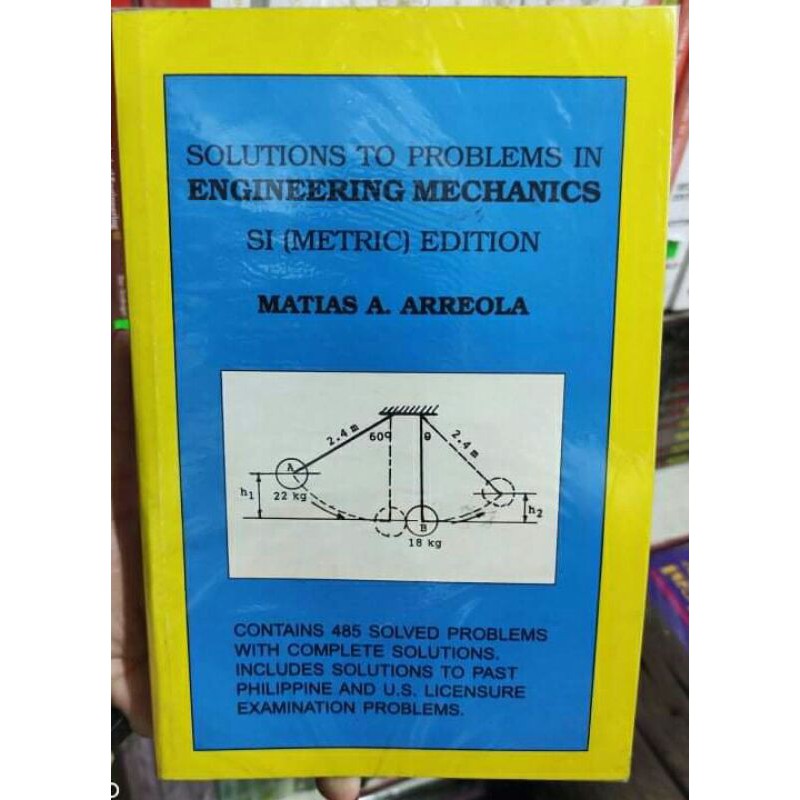 SOLUTIONS TO PROBLEMS IN
ENGINEERING MECHANICS
SI (METRIC) EDITION
MATIAS A. ARREOLA
2.4 m
60°
θ
2.4 m
A
h1
22 kg
B
h2
18 kg
CONTAINS 485 SOLVED PROBLEMS
WITH COMPLETE SOLUTIONS.
INCLUDES SOLUTIONS TO PAST
PHILIPPINE AND U.S. LICENSURE
EXAMINATION PROBLEMS.